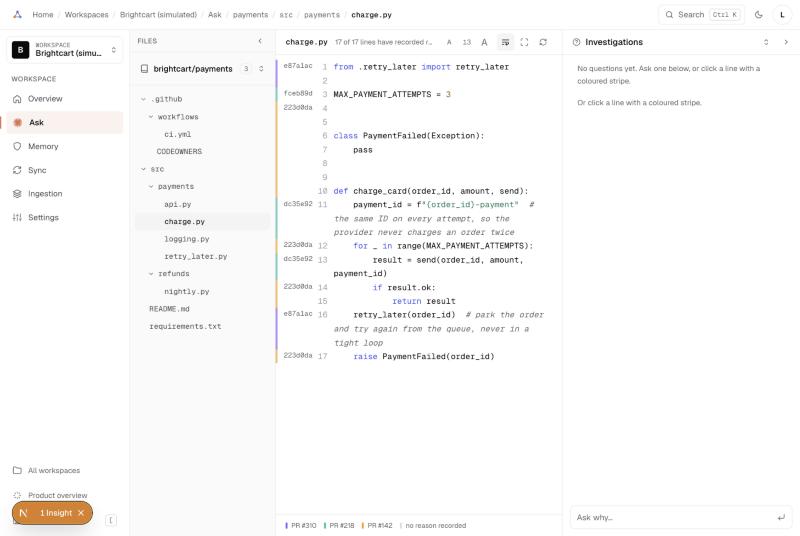 Home / Workspaces / Brightcart (simulated) / Ask / payments / src / payments / charge.py
Search Ctrl K
L
B WORKSPACE
Brightcart (simu...
WORKSPACE
Overview
Ask
Memory
Sync
Ingestion
Settings
All workspaces
Product overview
N 1 Insight ×
[
FILES
brightcart/payments 3
.github
workflows
ci.yml
CODEOWNERS
src
payments
api.py
charge.py
logging.py
retry_later.py
refunds
nightly.py
README.md
requirements.txt
charge.py 17 of 17 lines have recorded r... A 13 A
e87a1ac 1 from .retry_later import retry_later
2
fceb89d 3 MAX_PAYMENT_ATTEMPTS = 3
223d0da 4
5
6 class PaymentFailed(Exception):
7 pass
8
9
10 def charge_card(order_id, amount, send):
dc35e92 11 payment_id = f"{order_id}-payment" #
the same ID on every attempt, so the
provider never charges an order twice
223d0da 12 for _ in range(MAX_PAYMENT_ATTEMPTS):
dc35e92 13 result = send(order_id, amount,
payment_id)
223d0da 14 if result.ok:
15 return result
e87a1ac 16 retry_later(order_id) # park the order
and try again from the queue, never in a
tight loop
223d0da 17 raise PaymentFailed(order_id)
PR #310 PR #218 PR #142 no reason recorded
Investigations
No questions yet. Ask one below, or click a line with a
coloured stripe.
Or click a line with a coloured stripe.
Ask why...